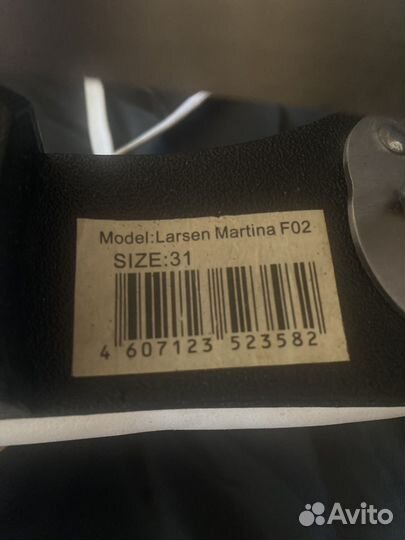 Model:Larsen Martina F02
SIZE:31
4 607123 523582
Avito